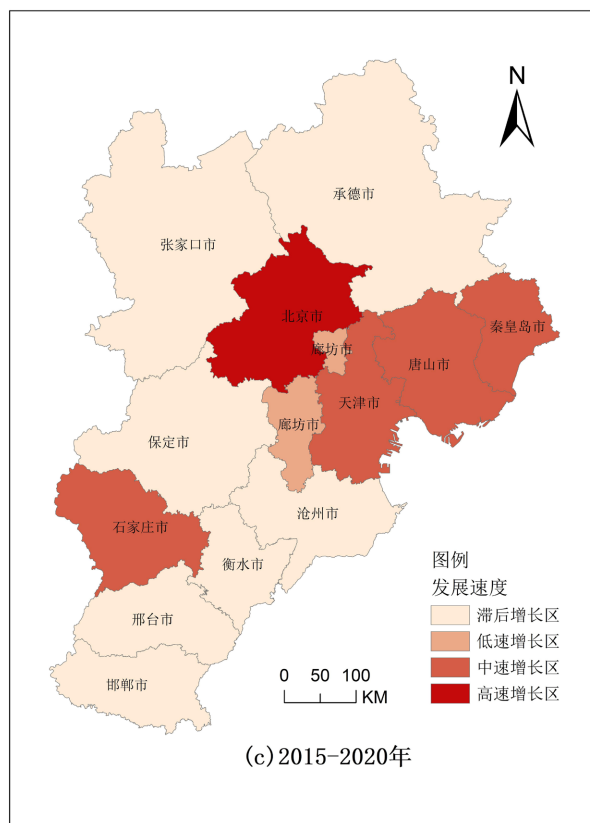 N
承德市
张家口市
北京市
秦皇岛市
廊坊市
唐山市
天津市
廊坊市
保定市
沧州市
石家庄市
衡水市
邢台市
邯郸市
图例
发展速度
滞后增长区
低速增长区
中速增长区
高速增长区
0 50 100
KM
(c)2015-2020年